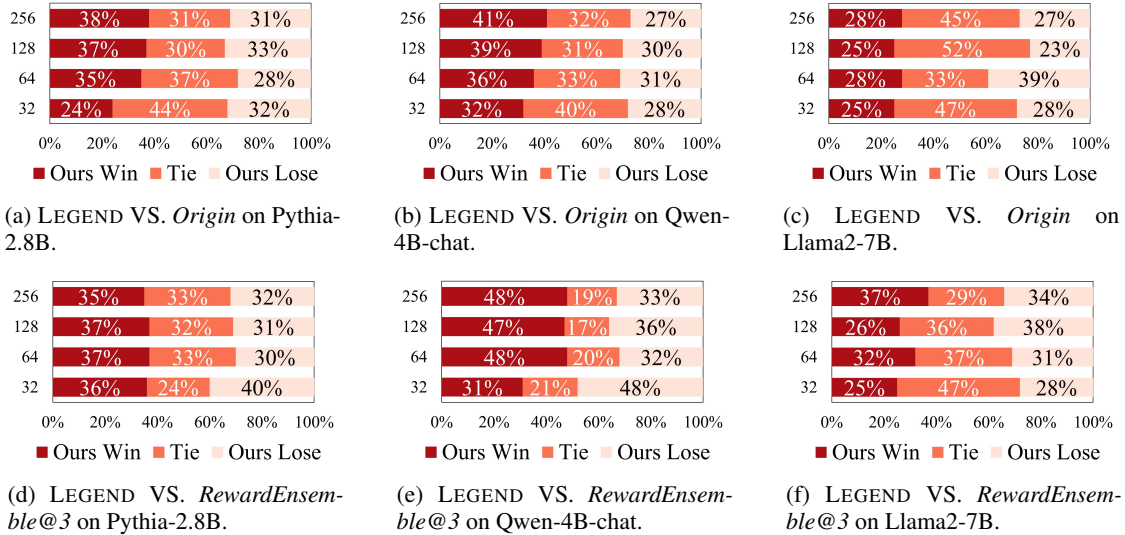 256 38% 31% 31%
128 37% 30% 33%
64 35% 37% 28%
32 24% 44% 32%
0% 20% 40% 60% 80% 100%
Ours Win Tie Ours Lose
(a) LEGEND VS. Origin on Pythia-
2.8B.
256 41% 32% 27%
128 39% 31% 30%
64 36% 33% 31%
32 32% 40% 28%
0% 20% 40% 60% 80% 100%
Ours Win Tie Ours Lose
(b) LEGEND VS. Origin on Qwen-
4B-chat.
256 28% 45% 27%
128 25% 52% 23%
64 28% 33% 39%
32 25% 47% 28%
0% 20% 40% 60% 80% 100%
Ours Win Tie Ours Lose
(c) LEGEND VS. Origin on
Llama2-7B.
256 35% 33% 32%
128 37% 32% 31%
64 37% 33% 30%
32 36% 24% 40%
0% 20% 40% 60% 80% 100%
Ours Win Tie Ours Lose
(d) LEGEND VS. RewardEnsem-
ble@3 on Pythia-2.8B.
256 48% 19% 33%
128 47% 17% 36%
64 48% 20% 32%
32 31% 21% 48%
0% 20% 40% 60% 80% 100%
Ours Win Tie Ours Lose
(e) LEGEND VS. RewardEnsem-
ble@3 on Qwen-4B-chat.
256 37% 29% 34%
128 26% 36% 38%
64 32% 37% 31%
32 25% 47% 28%
0% 20% 40% 60% 80% 100%
Ours Win Tie Ours Lose
(f) LEGEND VS. RewardEnsem-
ble@3 on Llama2-7B.